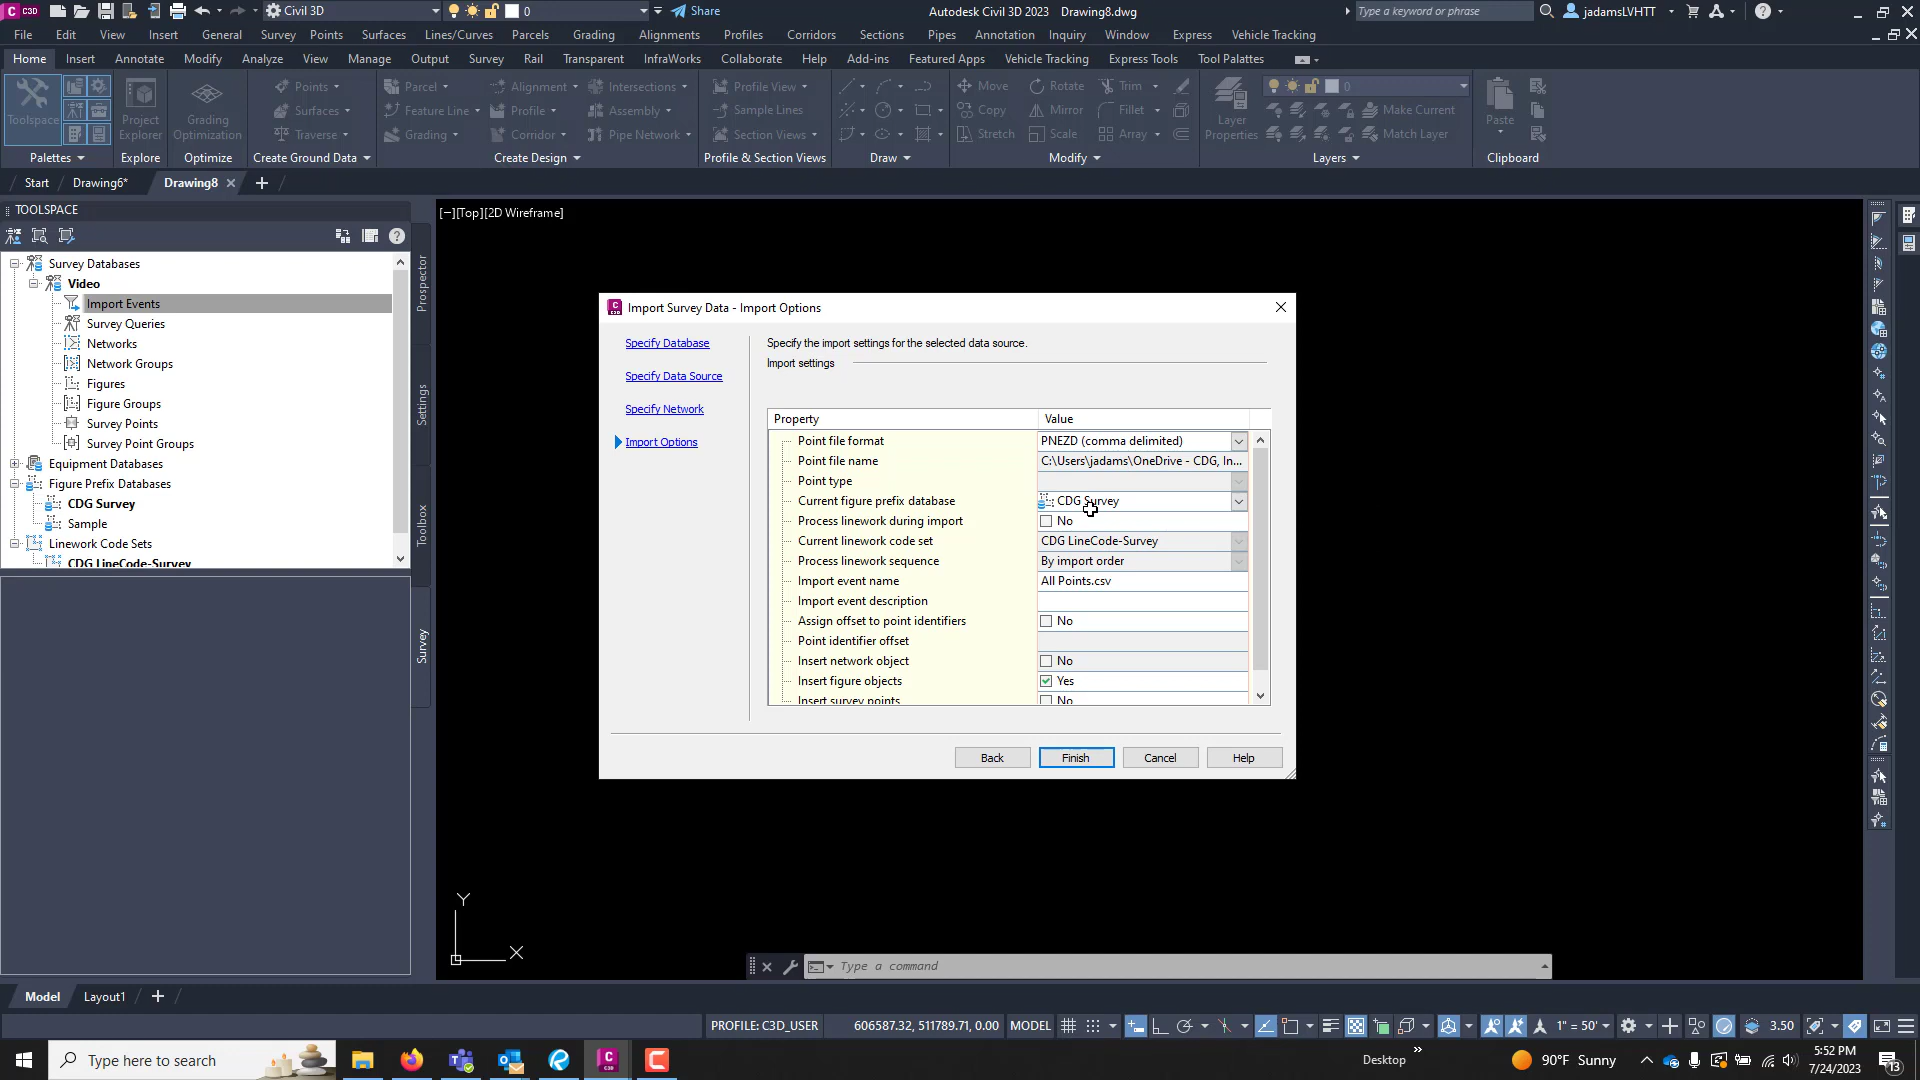 C3D Civil 3D 0 Share Autodesk Civil 3D 2023 Drawing8.dwg Type a keyword or phrase jadamsLVHTT
File Edit View Insert General Survey Points Surfaces Lines/Curves Parcels Grading Alignments Profiles Corridors Sections Pipes Annotation Inquiry Window Express Vehicle Tracking
Home Insert Annotate Modify Analyze View Manage Output Survey Rail Transparent InfraWorks Collaborate Help Add-ins Featured Apps Vehicle Tracking Express Tools Tool Palettes
Points Parcel Alignment Intersections Profile View Move Rotate Trim 0
Toolspace Project Explorer Grading Optimization Surfaces Feature Line Profile Assembly Sample Lines Copy Mirror Fillet Layer Properties Make Current Paste
Traverse Grading Corridor Pipe Network Section Views Stretch Scale Array Match Layer
Palettes Explore Optimize Create Ground Data Create Design Profile & Section Views Draw Modify Layers Clipboard
Start Drawing6* Drawing8
TOOLSPACE
[−][Top][2D Wireframe]
Survey Databases
Video
Import Events
Survey Queries
Networks
Network Groups
Figures
Figure Groups
Survey Points
Survey Point Groups
Equipment Databases
Figure Prefix Databases
CDG Survey
Sample
Linework Code Sets
CDG LineCode-Survey
Prospector
Settings
Toolbox
Survey
Import Survey Data - Import Options
Specify Database
Specify Data Source
Specify Network
Import Options
Specify the import settings for the selected data source.
Import settings
Property Value
Point file format PNEZD (comma delimited)
Point file name C:\Users\jadams\OneDrive - CDG, In...
Point type
Current figure prefix database CDG Survey
Process linework during import No
Current linework code set CDG LineCode-Survey
Process linework sequence By import order
Import event name All Points.csv
Import event description
Assign offset to point identifiers No
Point identifier offset
Insert network object No
Insert figure objects Yes
Insert survey points No
Back Finish Cancel Help
Y
X
Type a command
Model Layout1
PROFILE: C3D_USER 606587.32, 511789.71, 0.00 MODEL 1" = 50' 3.50
Type here to search Desktop 90°F Sunny 5:52 PM
7/24/2023
13